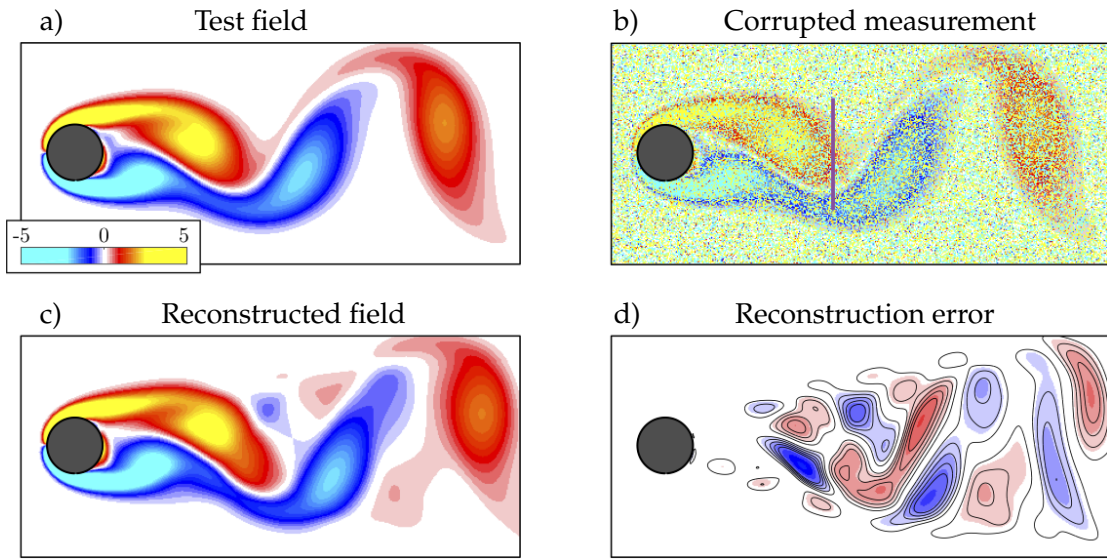 a) Test field
b) Corrupted measurement
-5 0 5
c) Reconstructed field
d) Reconstruction error